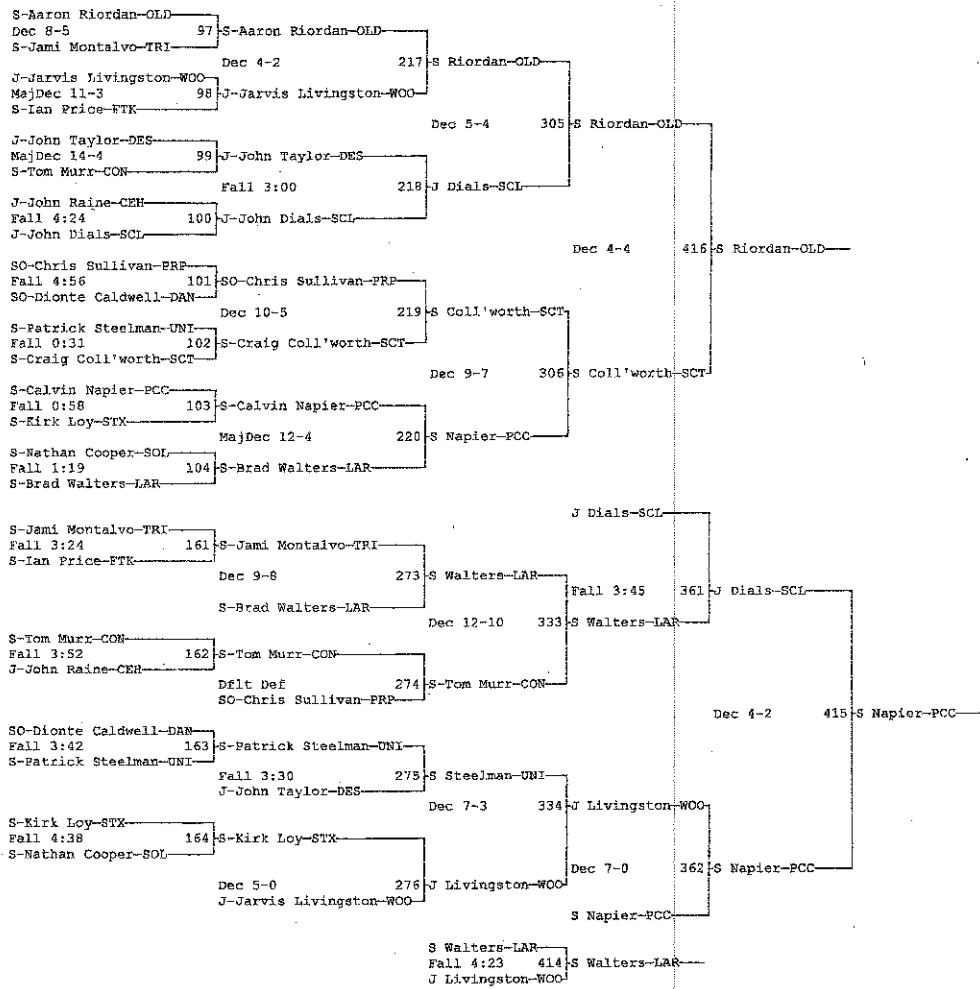 S-Aaron Riordan-OLD
Dec 8-5 97 S-Aaron Riordan-OLD
S-Jami Montalvo-TRI
Dec 4-2 217 S Riordan-OLD
J-Jarvis Livingston-WOO
MajDec 11-3 98 J-Jarvis Livingston-WOO
S-Ian Price-FTK
Dec 5-4 305 S Riordan-OLD
J-John Taylor-DES
MajDec 14-4 99 J-John Taylor-DES
S-Tom Murr-CON
Fall 3:00 218 J Dials-SCL
J-John Raine-CEH
Fall 4:24 100 J-John Dials-SCL
J-John Dials-SCL
Dec 4-4 416 S Riordan-OLD
SO-Chris Sullivan-PRP
Fall 4:56 101 SO-Chris Sullivan-PRP
SO-Dionte Caldwell-DAN
Dec 10-5 219 S Coll'worth-SCT
S-Patrick Steelman-UNI
Fall 0:31 102 S-Craig Coll'worth-SCT
S-Craig Coll'worth-SCT
Dec 9-7 306 S Coll'worth-SCT
S-Calvin Napier-PCC
Fall 0:58 103 S-Calvin Napier-PCC
S-Kirk Loy-STX
MajDec 12-4 220 S Napier-PCC
S-Nathan Cooper-SOL
Fall 1:19 104 S-Brad Walters-LAR
S-Brad Walters-LAR
J Dials-SCL
S-Jami Montalvo-TRI
Fall 3:24 161 S-Jami Montalvo-TRI
S-Ian Price-FTK
Dec 9-8 273 S Walters-LAR
Fall 3:45 361 J Dials-SCL
S-Brad Walters-LAR
Dec 12-10 333 S Walters-LAR
S-Tom Murr-CON
Fall 3:52 162 S-Tom Murr-CON
J-John Raine-CEH
Dflt Def 274 S-Tom Murr-CON
SO-Chris Sullivan-PRP
Dec 4-2 415 S Napier-PCC
SO-Dionte Caldwell-DAN
Fall 3:42 163 S-Patrick Steelman-UNI
S-Patrick Steelman-UNI
Fall 3:30 275 S Steelman-UNI
J-John Taylor-DES
Dec 7-3 334 J Livingston-WOO
S-Kirk Loy-STX
Fall 4:38 164 S-Kirk Loy-STX
S-Nathan Cooper-SOL
Dec 7-0 362 S Napier-PCC
Dec 5-0 276 J Livingston-WOO
J-Jarvis Livingston-WOO
S Napier-PCC
S Walters-LAR
Fall 4:23 414 S Walters-LAR
J Livingston-WOO